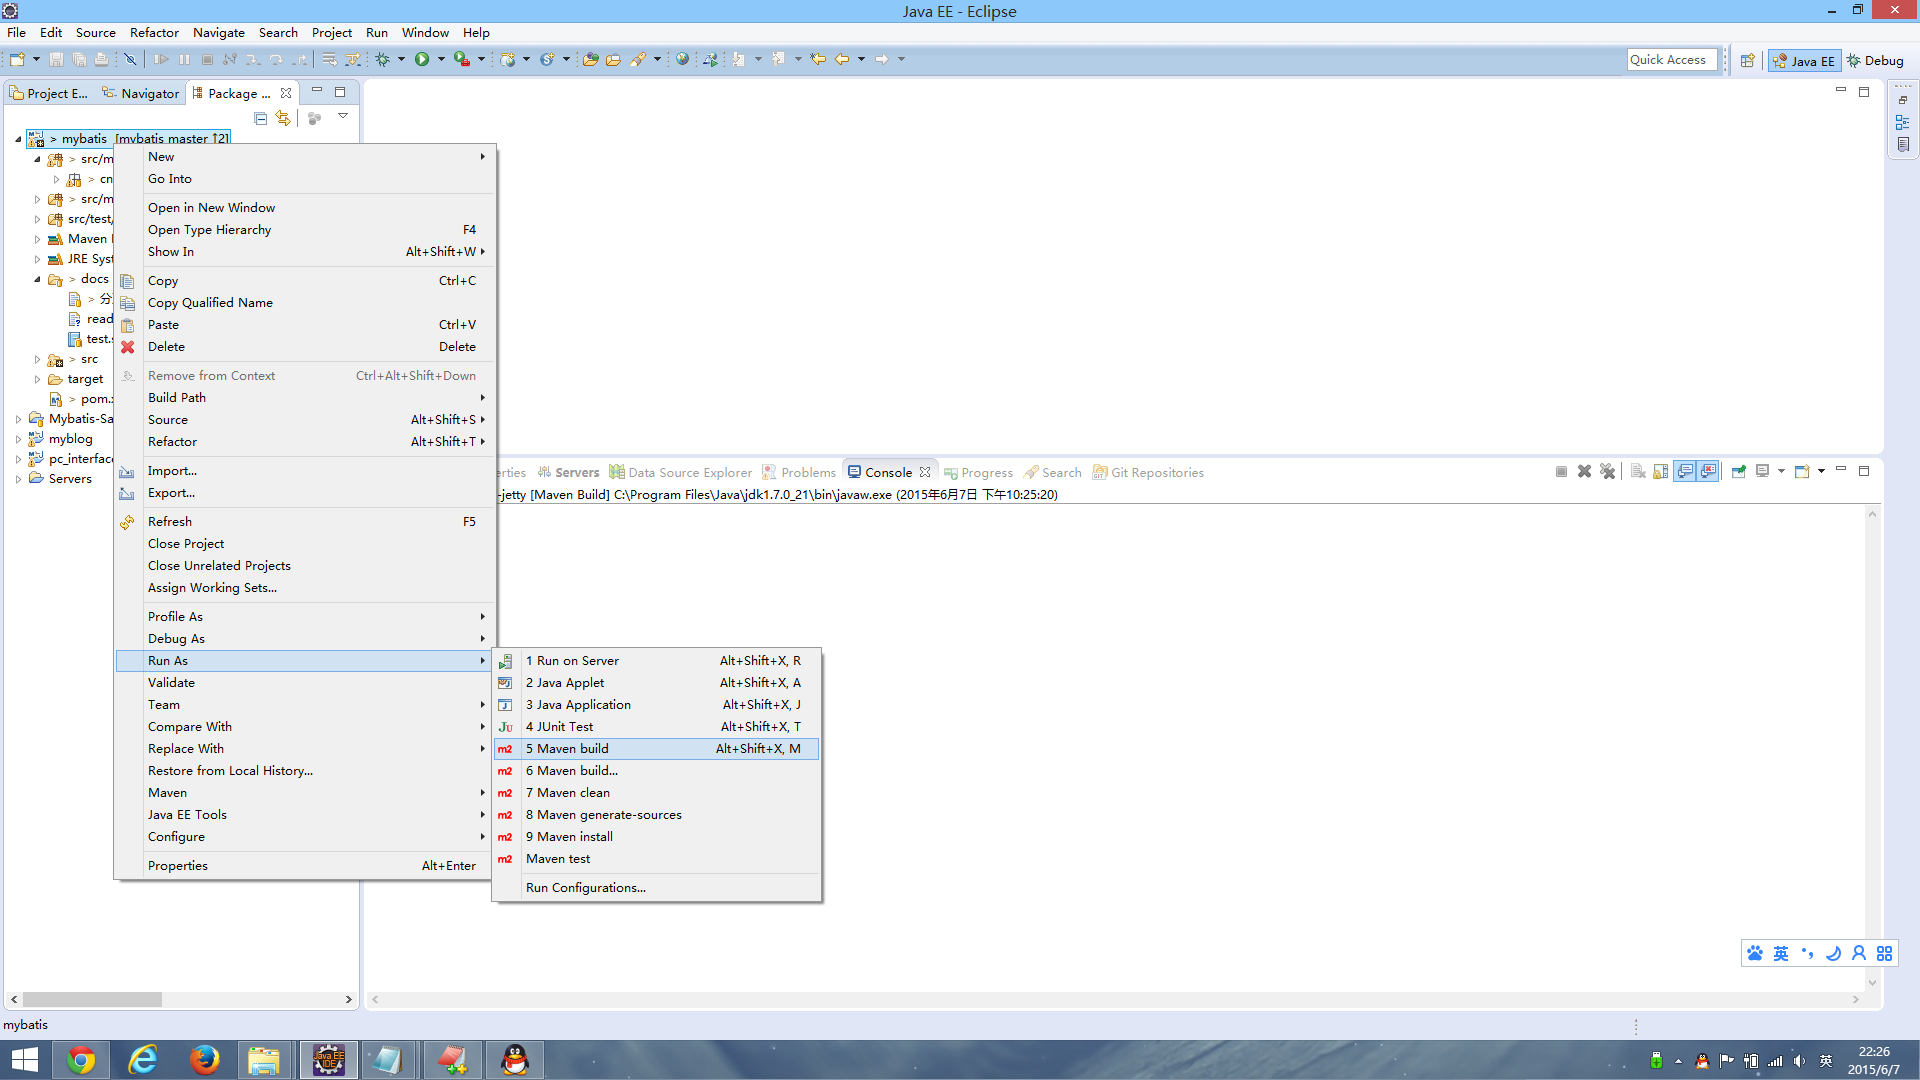 Java EE - Eclipse
File Edit Source Refactor Navigate Search Project Run Window Help
Quick Access
Java EE
Debug
Project E...
Navigator
Package ...
> mybatis [mybatis master ↑2]
> src/m
> cn
> src/m
src/test/
Maven
JRE Syst
> docs
> 分
read
test.s
> src
target
> pom.x
Mybatis-Sa
myblog
pc_interface
Servers
New
Go Into
Open in New Window
Open Type Hierarchy F4
Show In Alt+Shift+W
Copy Ctrl+C
Copy Qualified Name
Paste Ctrl+V
Delete Delete
Remove from Context Ctrl+Alt+Shift+Down
Build Path
Source Alt+Shift+S
Refactor Alt+Shift+T
Import...
Export...
Refresh F5
Close Project
Close Unrelated Projects
Assign Working Sets...
Profile As
Debug As
Run As
Validate
Team
Compare With
Replace With
Restore from Local History...
Maven
Java EE Tools
Configure
Properties Alt+Enter
1 Run on Server Alt+Shift+X, R
2 Java Applet Alt+Shift+X, A
3 Java Application Alt+Shift+X, J
4 JUnit Test Alt+Shift+X, T
5 Maven build Alt+Shift+X, M
6 Maven build...
7 Maven clean
8 Maven generate-sources
9 Maven install
Maven test
Run Configurations...
erties Servers Data Source Explorer Problems Console Progress Search Git Repositories
-jetty [Maven Build] C:\Program Files\Java\jdk1.7.0_21\bin\javaw.exe (2015年6月7日 下午10:25:20)
英
mybatis
Java EE
IDE
英
22:26
2015/6/7